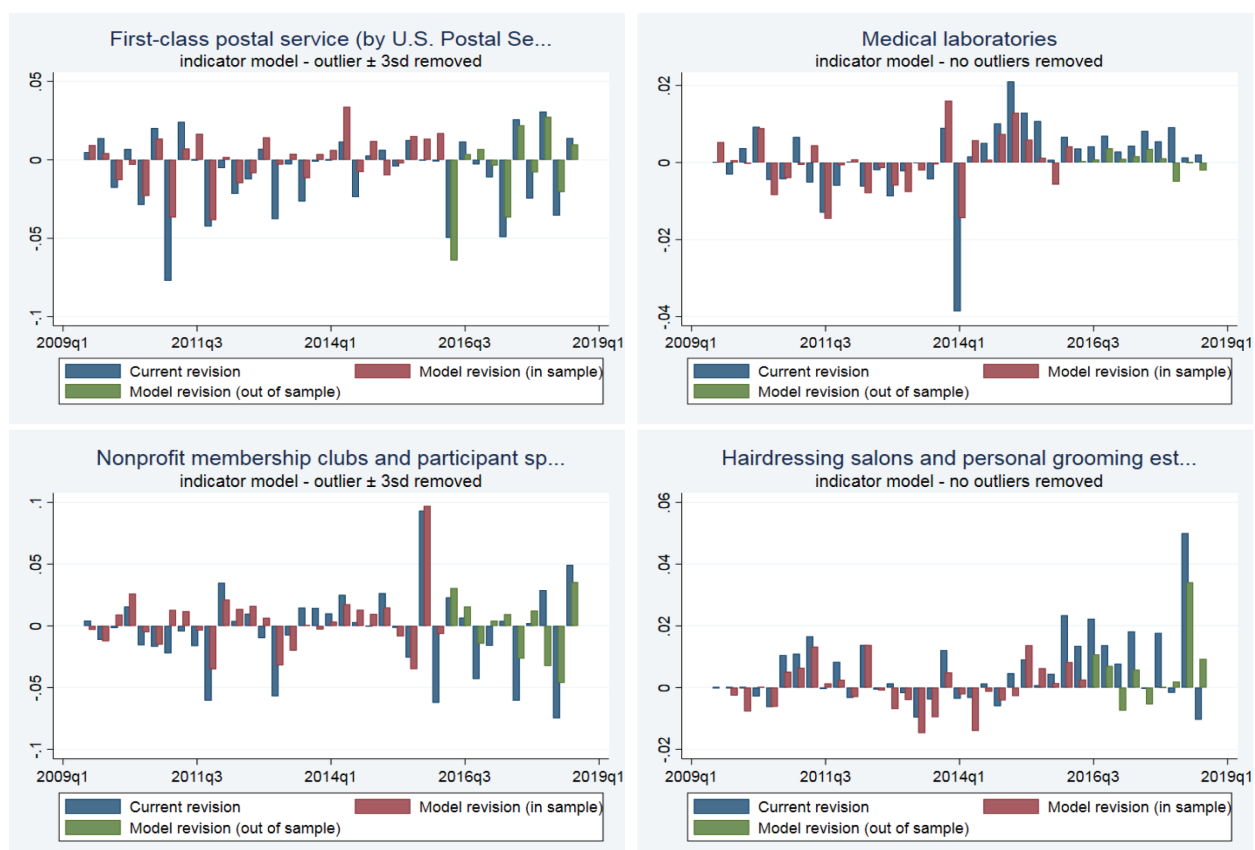 First-class postal service (by U.S. Postal Se...
indicator model - outlier ± 3sd removed
.05
0
-.05
-.1
2009q1 2011q3 2014q1 2016q3 2019q1
Current revision Model revision (in sample)
Model revision (out of sample)
Medical laboratories
indicator model - no outliers removed
.02
0
-.02
-.04
2009q1 2011q3 2014q1 2016q3 2019q1
Current revision Model revision (in sample)
Model revision (out of sample)
Nonprofit membership clubs and participant sp...
indicator model - outlier ± 3sd removed
.1
.05
0
-.05
-.1
2009q1 2011q3 2014q1 2016q3 2019q1
Current revision Model revision (in sample)
Model revision (out of sample)
Hairdressing salons and personal grooming est...
indicator model - no outliers removed
.06
.04
.02
0
-.02
2009q1 2011q3 2014q1 2016q3 2019q1
Current revision Model revision (in sample)
Model revision (out of sample)